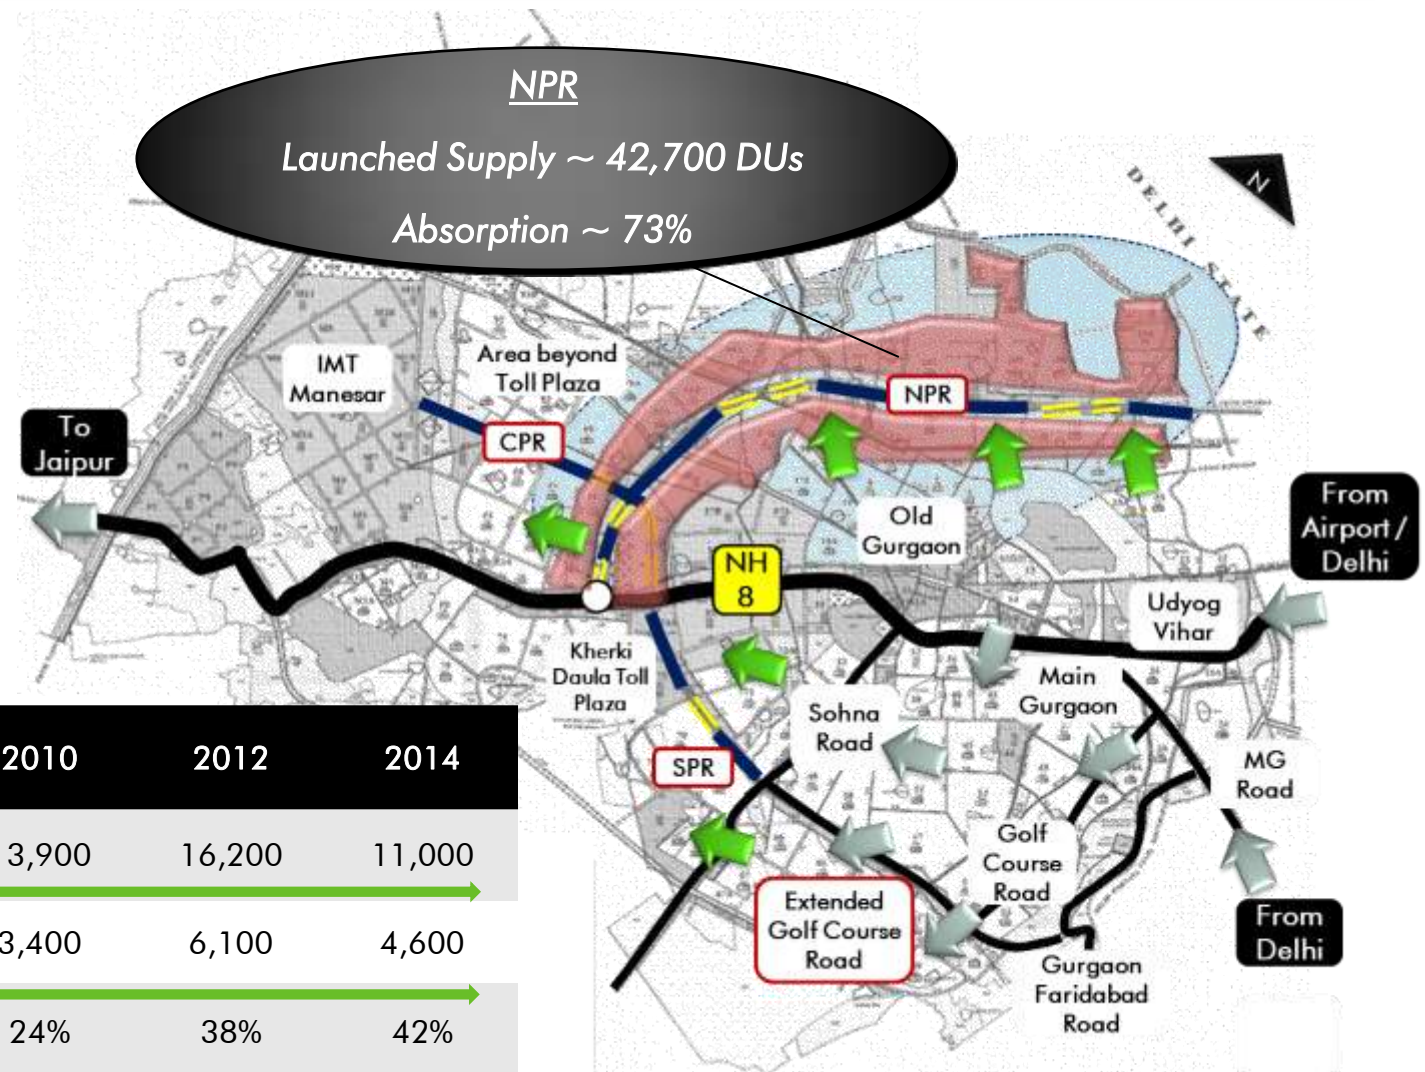 NPR
Launched Supply ~ 42,700 DUs
Absorption ~ 73%
N
DELHI STATE
IMT
Manesar
Area beyond
Toll Plaza
NPR
To
Jaipur
CPR
From
Airport /
Delhi
Old
Gurgaon
NH
8
Udyog
Vihar
Kherki
Daula Toll
Plaza
Main
Gurgaon
Sohna
Road
SPR
MG
Road
Golf
Course
Road
Extended
Golf Course
Road
From
Delhi
Gurgaon
Faridabad
Road
2010 2012 2014
3,900 16,200 11,000
3,400 6,100 4,600
24% 38% 42%